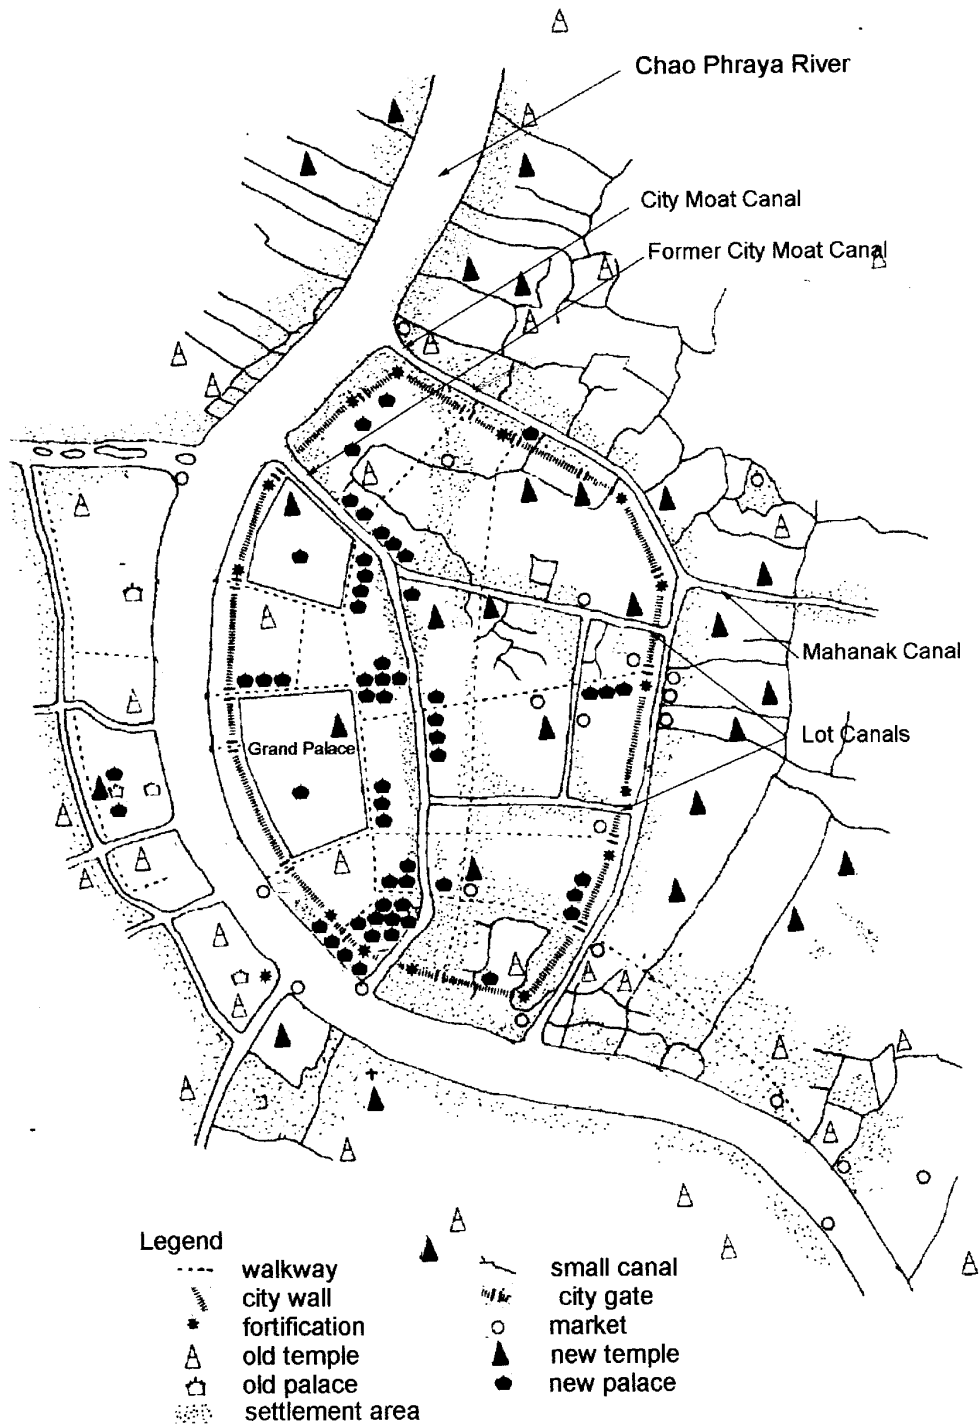 Chao Phraya River
City Moat Canal
Former City Moat Canal
Mahanak Canal
Lot Canals
Grand Palace
Legend
walkway
city wall
fortification
old temple
old palace
settlement area
small canal
city gate
market
new temple
new palace